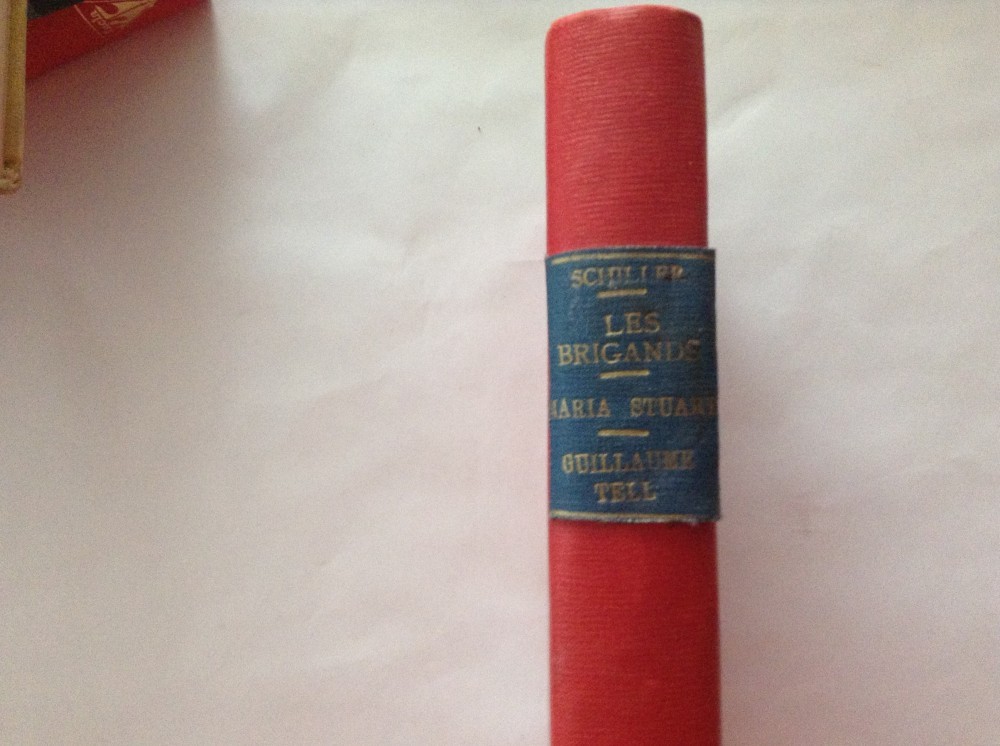 SCHILLER
LES
BRIGANDS
MARIA STUART
GUILLAUME
TELL